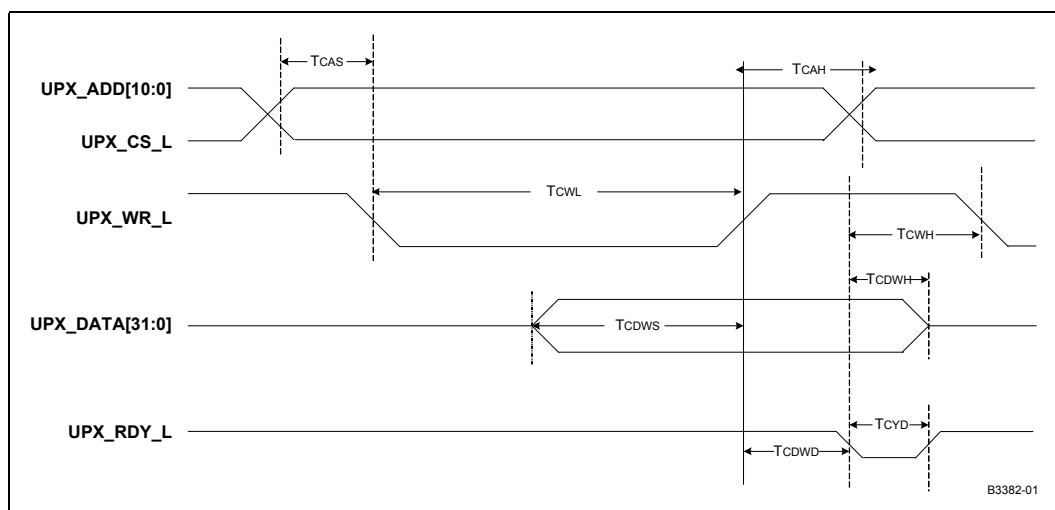 TCAS
TCAH
UPX_ADD[10:0]
UPX_CS_L
TCWL
UPX_WR_L
TCWH
TCDWH
UPX_DATA[31:0]
TCDWS
UPX_RDY_L
TCYD
TCDWD
B3382-01